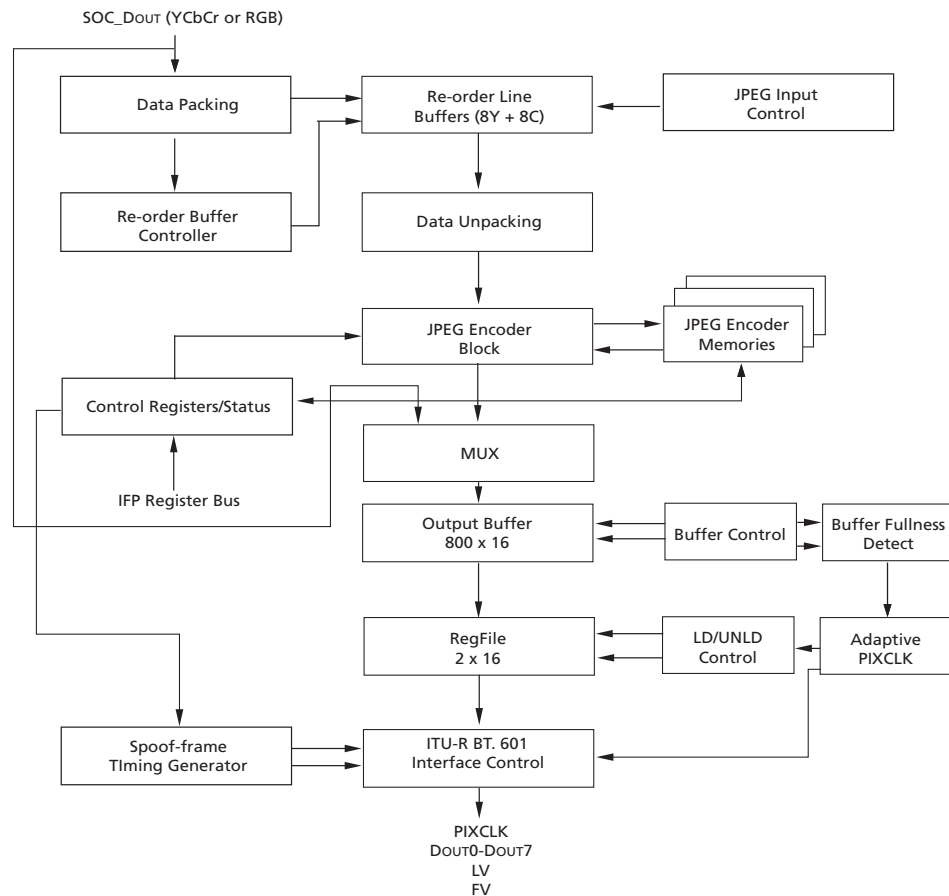 SOC_DOUT (YCbCr or RGB)
Data Packing
Re-order Line
Buffers (8Y + 8C)
JPEG Input
Control
Re-order Buffer
Controller
Data Unpacking
JPEG Encoder
Block
JPEG Encoder
Memories
Control Registers/Status
MUX
IFP Register Bus
Output Buffer
800 x 16
Buffer Control
Buffer Fullness
Detect
RegFile
2 x 16
LD/UNLD
Control
Adaptive
PIXCLK
Spoof-frame
TIming Generator
ITU-R BT. 601
Interface Control
PIXCLK
DOUT0-DOUT7
LV
FV